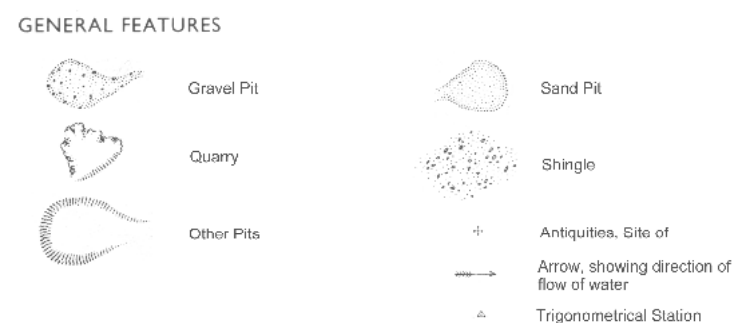 GENERAL FEATURES
Gravel Pit
Sand Pit
Quarry
Shingle
Other Pits
Antiquities, Site of
Arrow, showing direction of
flow of water
Trigonometrical Station